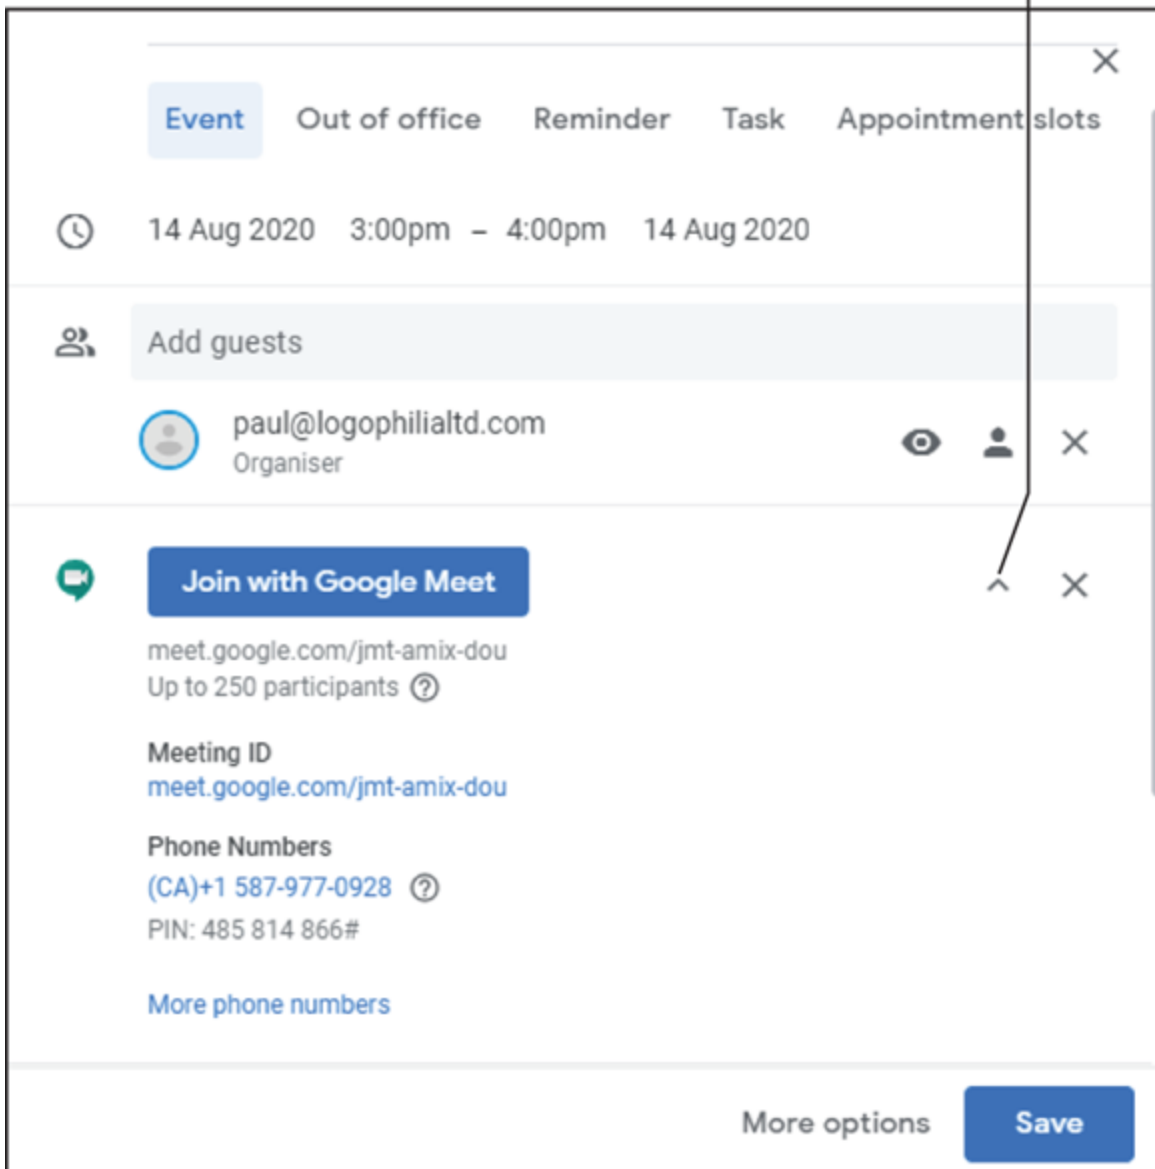 Event Out of office Reminder Task Appointment slots
14 Aug 2020 3:00pm – 4:00pm 14 Aug 2020
Add guests
paul@logophilialtd.com
Organiser
Join with Google Meet
meet.google.com/jmt-amix-dou
Up to 250 participants ?
Meeting ID
meet.google.com/jmt-amix-dou
Phone Numbers
(CA)+1 587-977-0928 ?
PIN: 485 814 866#
More phone numbers
More options Save